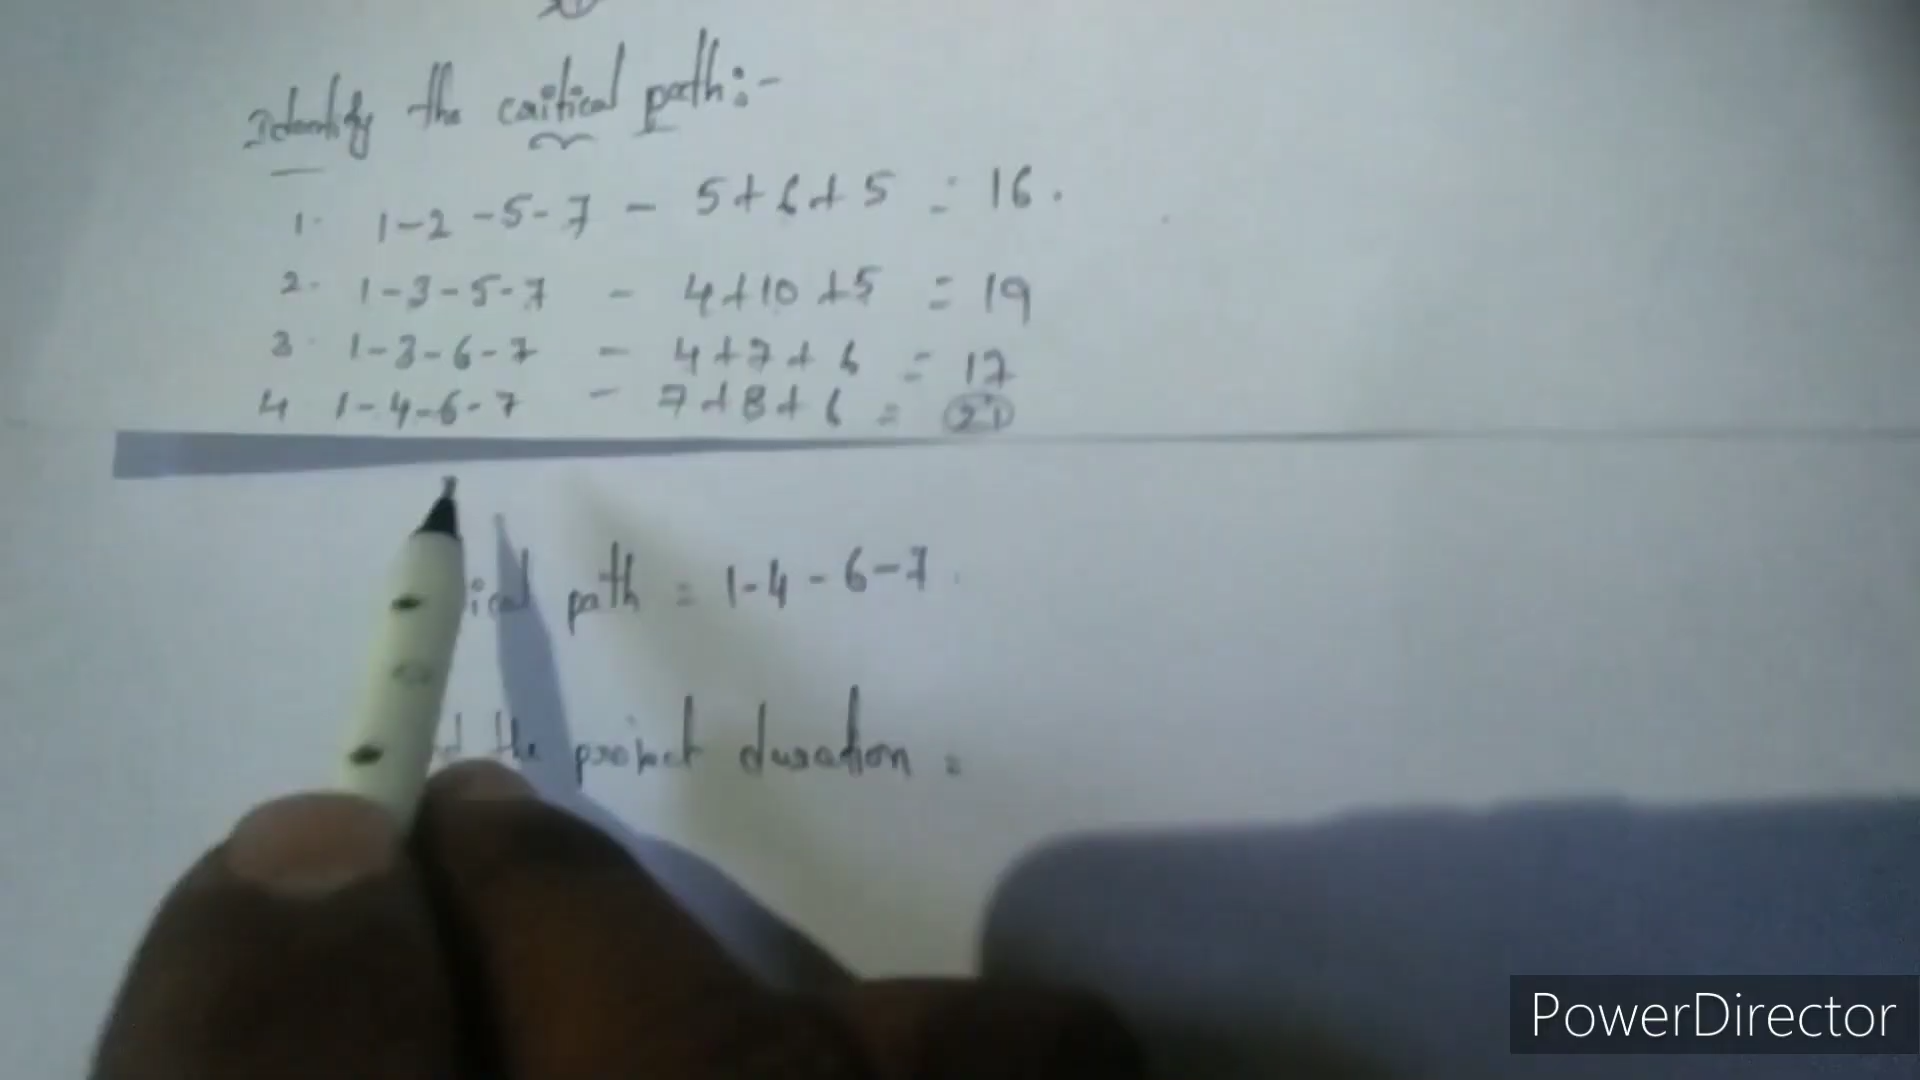 Identify the critical path:-
1. 1-2-5-7 - 5+6+5 = 16.
2. 1-3-5-7 - 4+10+5 = 19
3. 1-3-6-7 - 4+7+6 = 17
4 1-4-6-7 - 7+8+6 = 21
ical path = 1-4-6-7.
the project duration =
PowerDirector